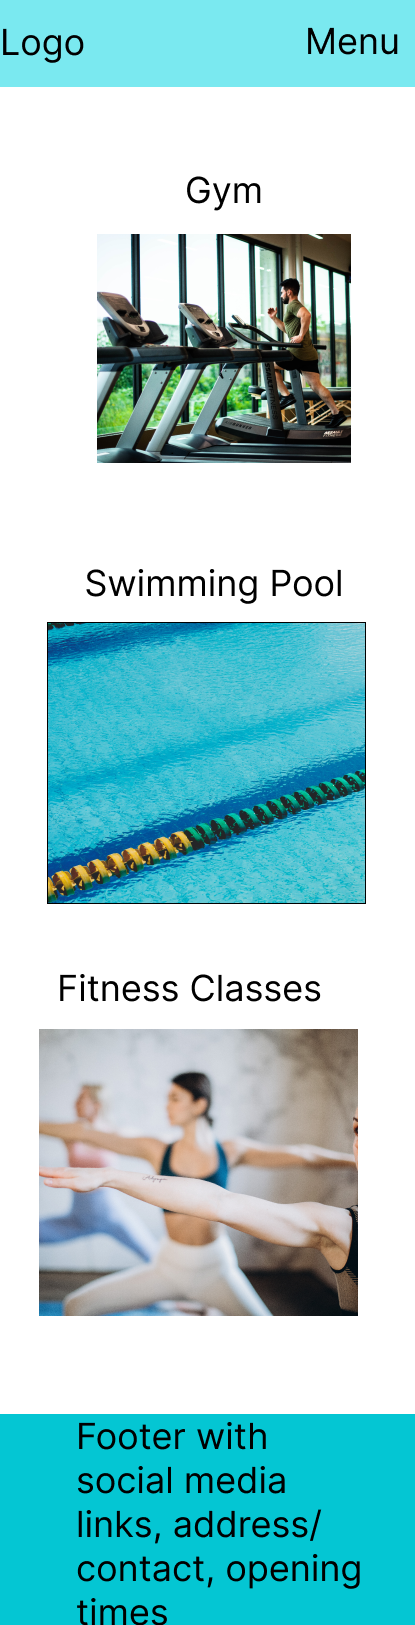 Logo
Menu
Gym
Swimming Pool
Fitness Classes
Footer with
social media
links, address/
contact, opening
times